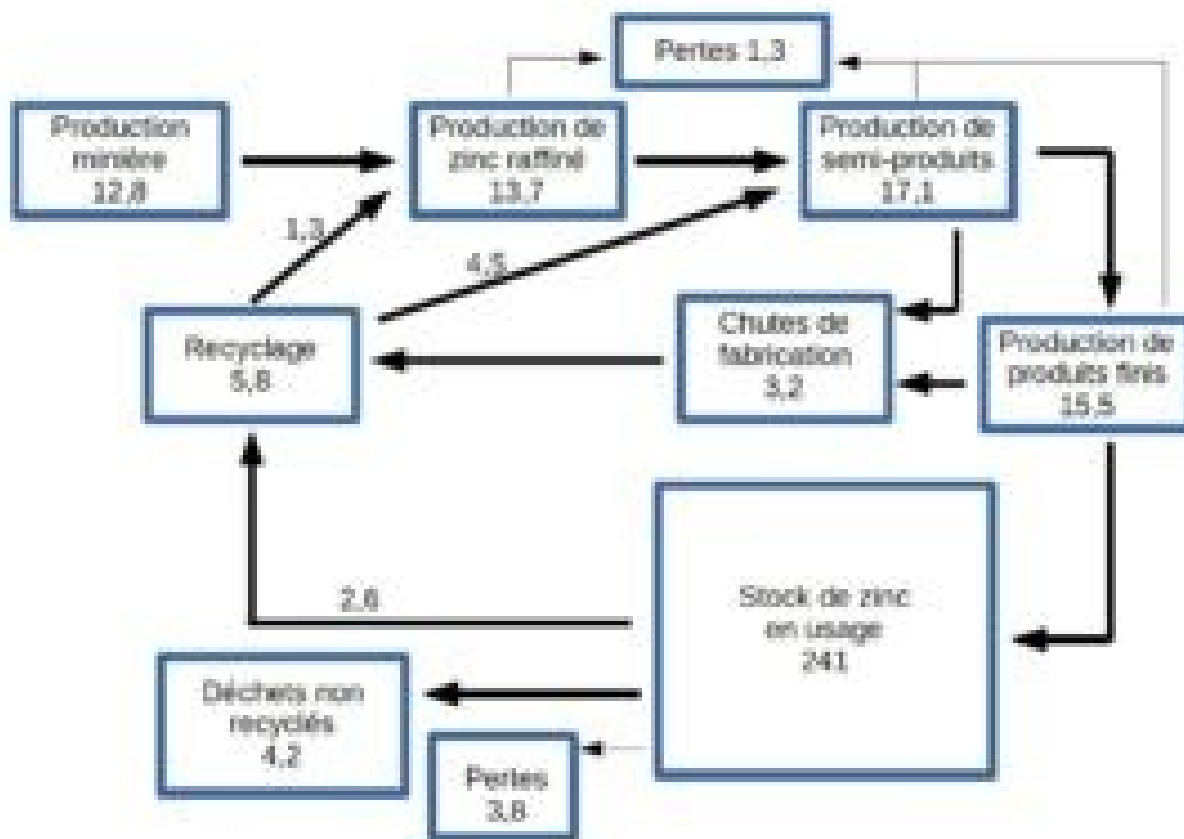 Pertes 1,3
Production
minière
12,8
Production de
zinc raffiné
13,7
Production de
semi-produits
17,1
1,3
4,5
Recyclage
5,8
Chutes de
fabrication
3,2
Production de
produits finis
15,5
2,6
Stock de zinc
en usage
241
Déchets non
recyclés
4,2
Pertes